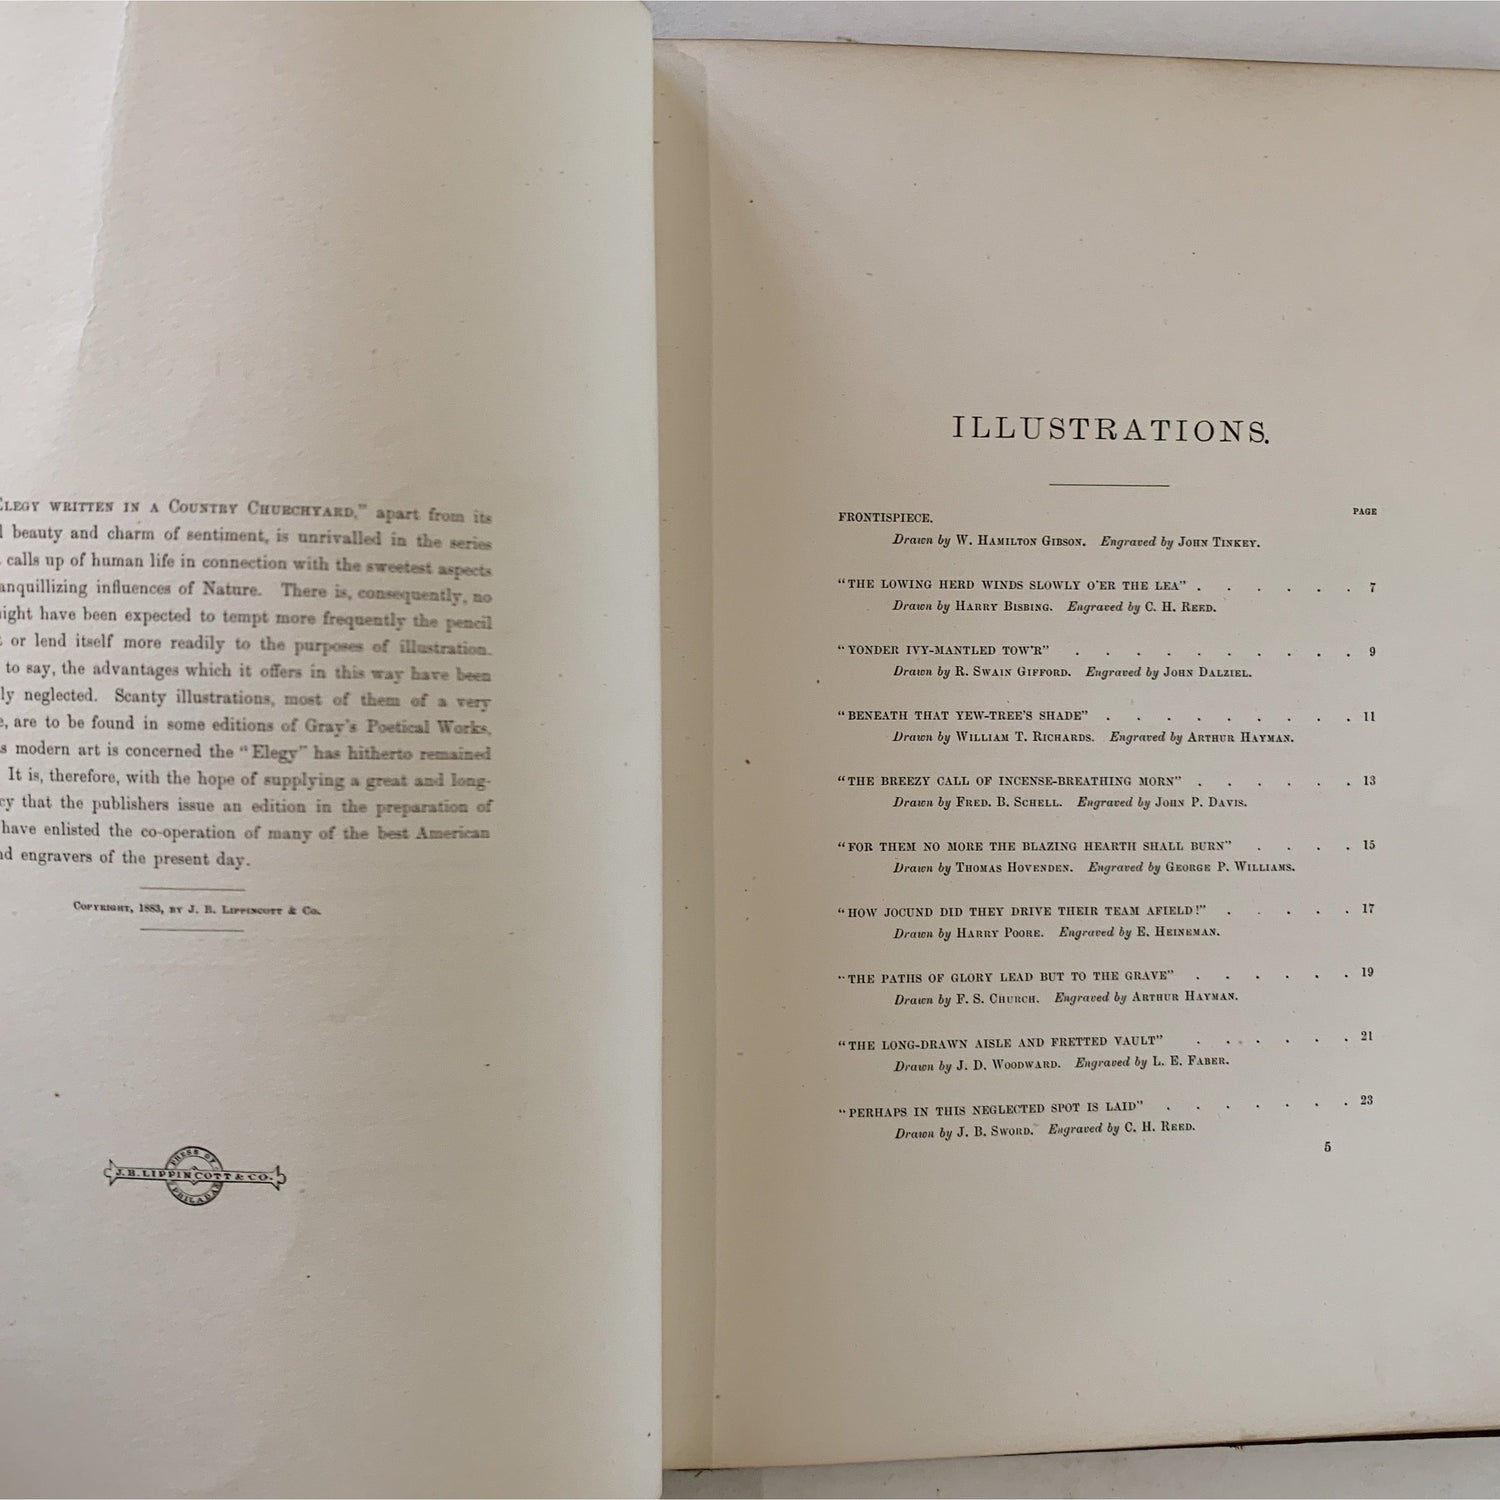 Elegy written in a Country Churchyard," apart from its
beauty and charm of sentiment, is unrivalled in the series
calls up of human life in connection with the sweetest aspects
anquillizing influences of Nature. There is, consequently, no
ight have been expected to tempt more frequently the pencil
or lend itself more readily to the purposes of illustration.
to say, the advantages which it offers in this way have been
ly neglected. Scanty illustrations, most of them of a very
, are to be found in some editions of Gray's Poetical Works,
s modern art is concerned the "Elegy" has hitherto remained
It is, therefore, with the hope of supplying a great and long-
cy that the publishers issue an edition in the preparation of
have enlisted the co-operation of many of the best American
nd engravers of the present day.
Copyright, 1883, by J. B. Lippincott & Co.
PRESS OF
J.B. LIPPINCOTT & CO.
PHILADA
ILLUSTRATIONS.
PAGE
FRONTISPIECE.
Drawn by W. Hamilton Gibson. Engraved by John Tinkey.
"THE LOWING HERD WINDS SLOWLY O'ER THE LEA" . . . . . . 7
Drawn by Harry Bisbing. Engraved by C. H. Reed.
"YONDER IVY-MANTLED TOW'R" . . . . . . . . . . 9
Drawn by R. Swain Gifford. Engraved by John Dalziel.
"BENEATH THAT YEW-TREE'S SHADE" . . . . . . . . . 11
Drawn by William T. Richards. Engraved by Arthur Hayman.
"THE BREEZY CALL OF INCENSE-BREATHING MORN" . . . . . . 13
Drawn by Fred. B. Schell. Engraved by John P. Davis.
"FOR THEM NO MORE THE BLAZING HEARTH SHALL BURN" . . . . 15
Drawn by Thomas Hovenden. Engraved by George P. Williams.
"HOW JOCUND DID THEY DRIVE THEIR TEAM AFIELD!" . . . . . 17
Drawn by Harry Poore. Engraved by E. Heineman.
"THE PATHS OF GLORY LEAD BUT TO THE GRAVE" . . . . . . 19
Drawn by F. S. Church. Engraved by Arthur Hayman.
"THE LONG-DRAWN AISLE AND FRETTED VAULT" . . . . . . 21
Drawn by J. D. Woodward. Engraved by L. E. Faber.
"PERHAPS IN THIS NEGLECTED SPOT IS LAID" . . . . . . . 23
Drawn by J. B. Sword. Engraved by C. H. Reed.
5